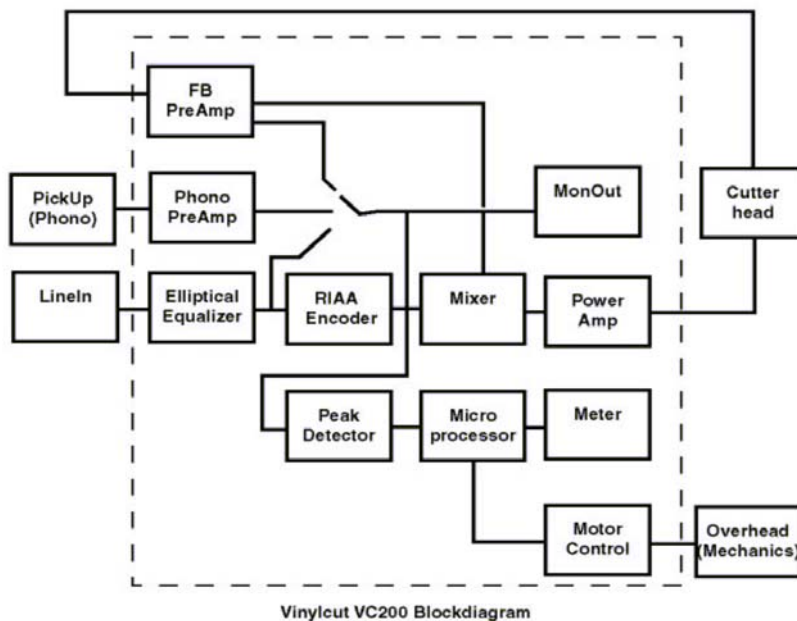 FB
PreAmp
PickUp
(Phono)
Phono
PreAmp
MonOut
Cutter
head
LineIn
Elliptical
Equalizer
RIAA
Encoder
Mixer
Power
Amp
Peak
Detector
Micro
processor
Meter
Motor
Control
Overhead
(Mechanics)
Vinylcut VC200 Blockdiagram